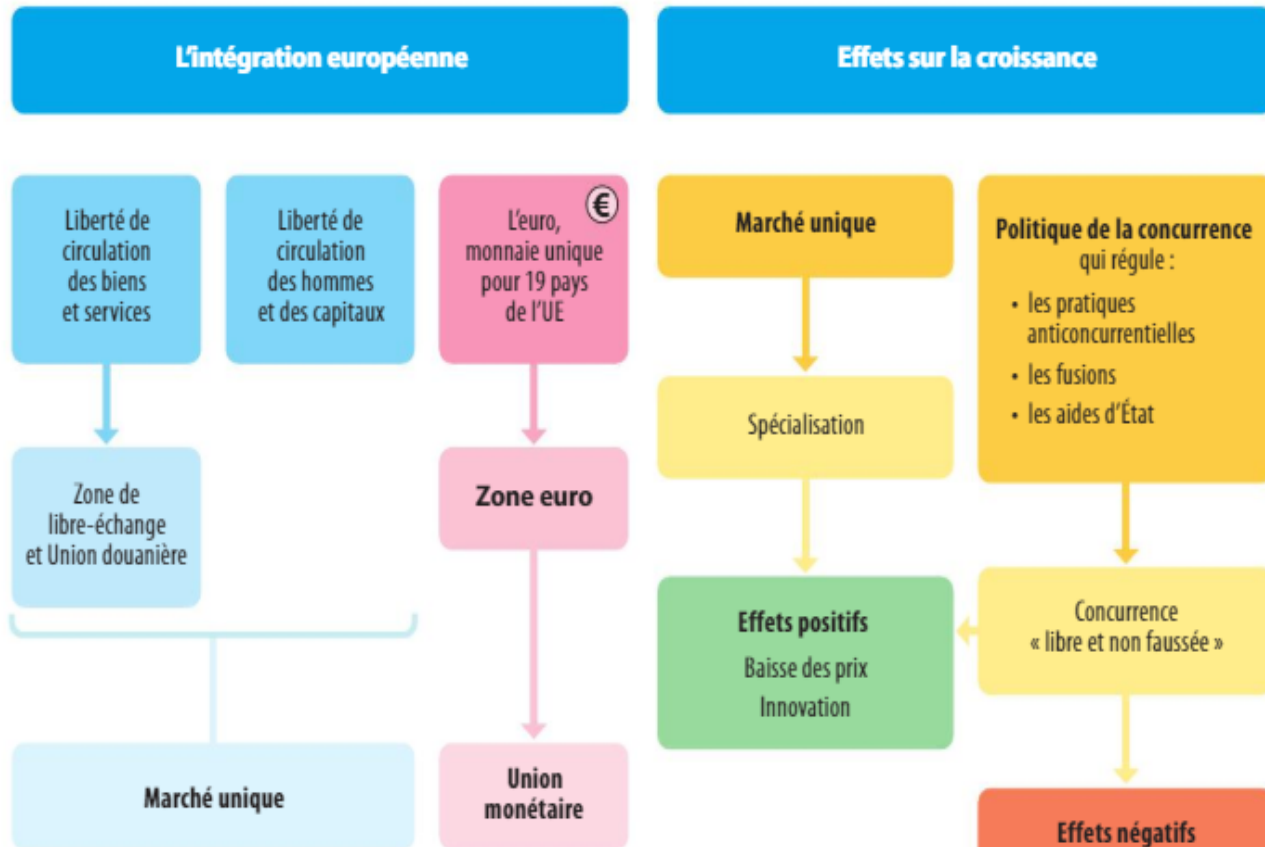 L'intégration européenne
Effets sur la croissance
Liberté de
circulation
des biens
et services
Liberté de
circulation
des hommes
et des capitaux
€
L'euro,
monnaie unique
pour 19 pays
de l'UE
Zone de
libre-échange
et Union douanière
Zone euro
Marché unique
Union
monétaire
Marché unique
Spécialisation
Effets positifs
Baisse des prix
Innovation
Politique de la concurrence
qui régule :
• les pratiques
anticoncurrentielles
• les fusions
• les aides d'État
Concurrence
« libre et non faussée »
Effets négatifs